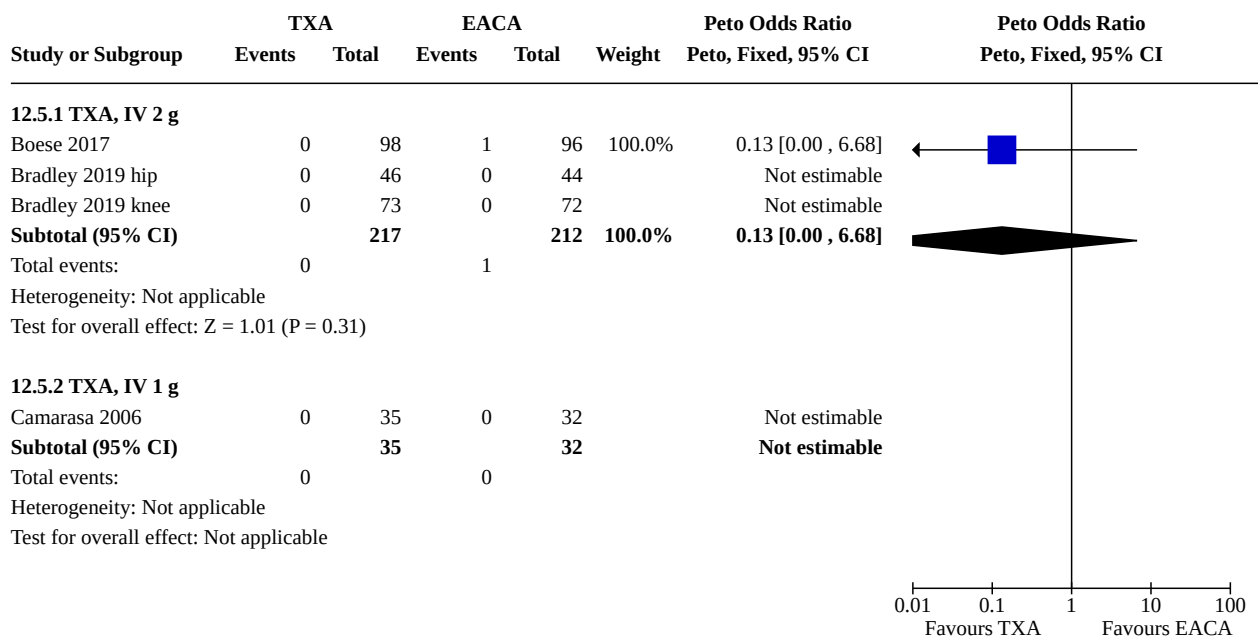 TXA EACA Peto Odds Ratio Peto Odds Ratio
Study or Subgroup Events Total Events Total Weight Peto, Fixed, 95% CI Peto, Fixed, 95% CI
12.5.1 TXA, IV 2 g
Boese 2017 0 98 1 96 100.0% 0.13 [0.00 , 6.68]
Bradley 2019 hip 0 46 0 44 Not estimable
Bradley 2019 knee 0 73 0 72 Not estimable
Subtotal (95% CI) 217 212 100.0% 0.13 [0.00 , 6.68]
Total events: 0 1
Heterogeneity: Not applicable
Test for overall effect: Z = 1.01 (P = 0.31)
12.5.2 TXA, IV 1 g
Camarasa 2006 0 35 0 32 Not estimable
Subtotal (95% CI) 35 32 Not estimable
Total events: 0 0
Heterogeneity: Not applicable
Test for overall effect: Not applicable
0.01 0.1 1 10 100
Favours TXA Favours EACA